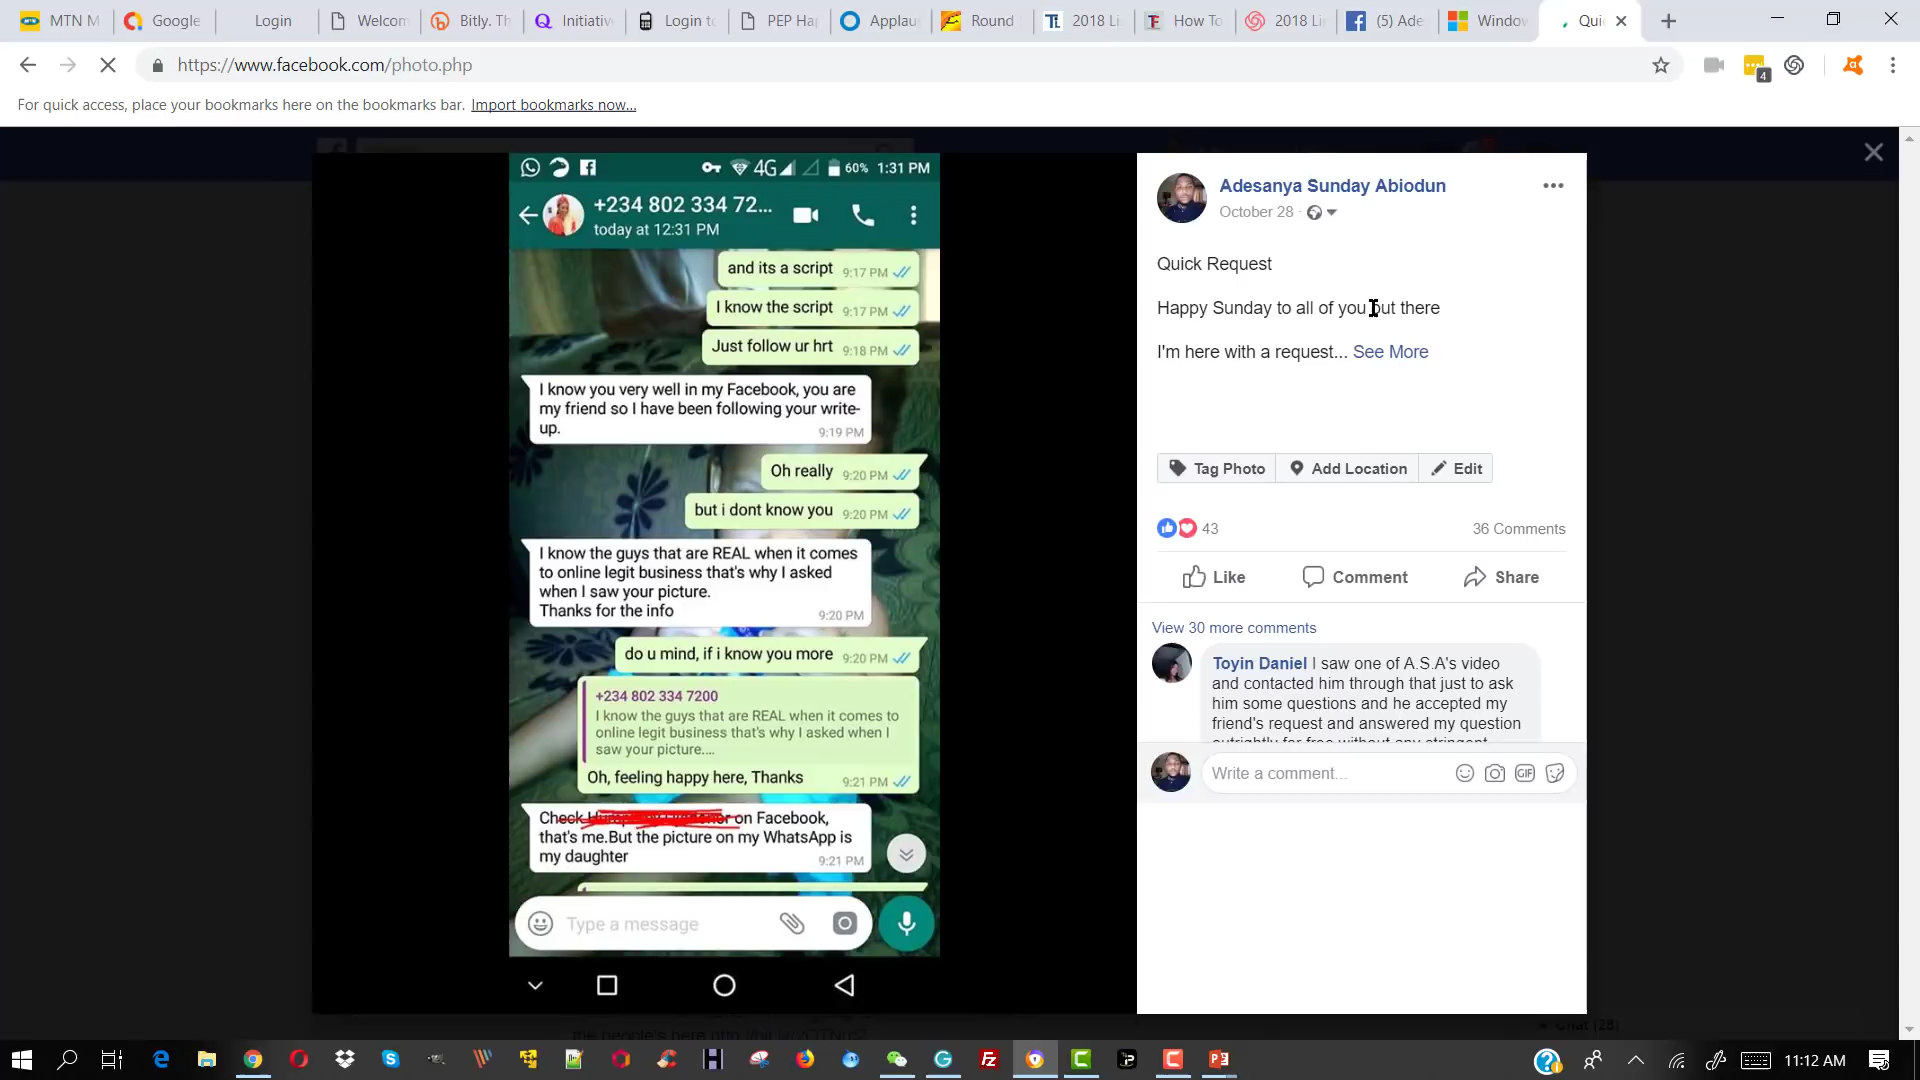 MTN M
Google
Login
Welcom
Bitly. Th
Initiativ
Login to
PEP Ha
Applau
Round
2018 Li
How To
2018 Li
(5) Ade
Window
Qui
https://www.facebook.com/photo.php
4
For quick access, place your bookmarks here on the bookmarks bar. Import bookmarks now...
4G 60% 1:31 PM
+234 802 334 72...
today at 12:31 PM
and its a script 9:17 PM
I know the script 9:17 PM
Just follow ur hrt 9:18 PM
I know you very well in my Facebook, you are
my friend so I have been following your write-
up. 9:19 PM
Oh really 9:20 PM
but i dont know you 9:20 PM
I know the guys that are REAL when it comes
to online legit business that's why I asked
when I saw your picture.
Thanks for the info 9:20 PM
do u mind, if i know you more 9:20 PM
+234 802 334 7200
I know the guys that are REAL when it comes to
online legit business that's why I asked when I
saw your picture....
Oh, feeling happy here, Thanks 9:21 PM
Check on Facebook,
that's me.But the picture on my WhatsApp is
my daughter 9:21 PM
Type a message
Adesanya Sunday Abiodun
October 28
Quick Request
Happy Sunday to all of you out there
I'm here with a request... See More
Tag Photo
Add Location
Edit
43
36 Comments
Like
Comment
Share
View 30 more comments
Toyin Daniel I saw one of A.S.A's video
and contacted him through that just to ask
him some questions and he accepted my
friend's request and answered my question
outrightly for free without any stringent
Write a comment...
GIF
Chat (28)
11:12 AM